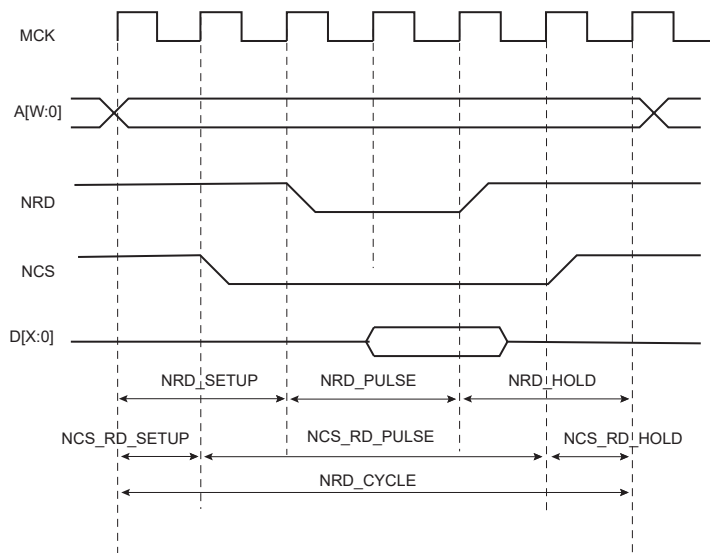 MCK
A[W:0]
NRD
NCS
D[X:0]
NRD_SETUP NRD_PULSE NRD_HOLD
NCS_RD_SETUP NCS_RD_PULSE NCS_RD_HOLD
NRD_CYCLE